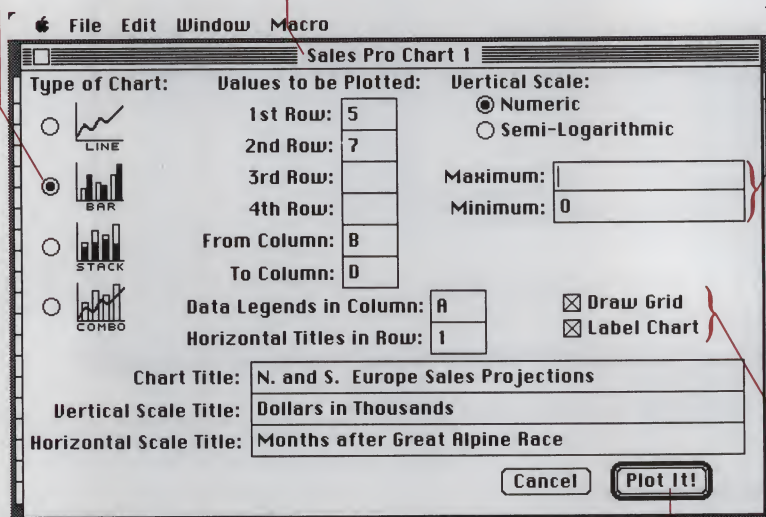 File Edit Window Macro
Sales Pro Chart 1
Type of Chart:
LINE
BAR
STACK
COMBO
Values to be Plotted:
1st Row: 5
2nd Row: 7
3rd Row:
4th Row:
From Column: B
To Column: D
Vertical Scale:
Numeric
Semi-Logarithmic
Maximum:
Minimum: 0
Data Legends in Column: A
Horizontal Titles in Row: 1
Draw Grid
Label Chart
Chart Title: N. and S. Europe Sales Projections
Vertical Scale Title: Dollars in Thousands
Horizontal Scale Title: Months after Great Alpine Race
Cancel
Plot It!